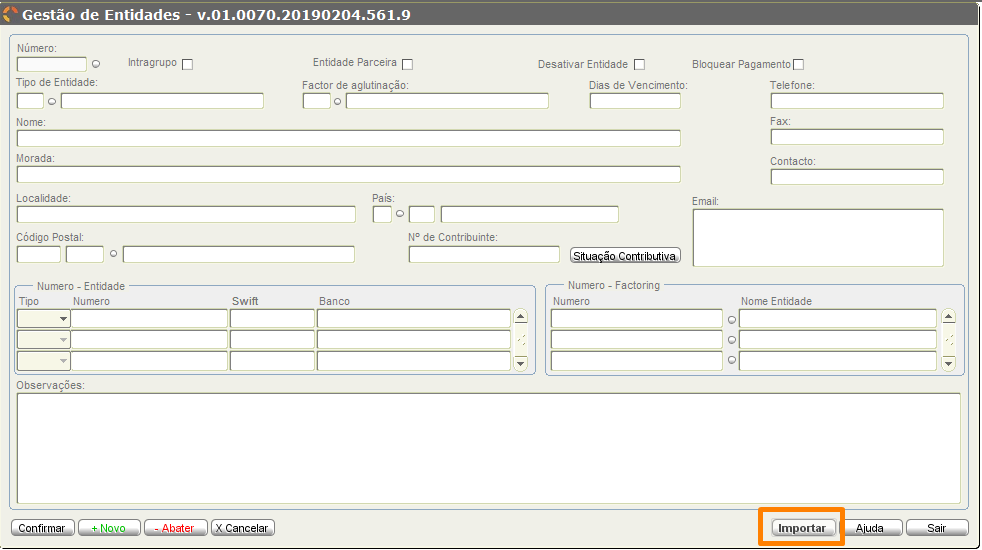 Gestão de Entidades - v.01.0070.20190204.561.9
Número:
Intragrupo
Entidade Parceira
Desativar Entidade
Bloquear Pagamento
Tipo de Entidade:
Factor de aglutinação:
Dias de Vencimento:
Telefone:
Nome:
Fax:
Morada:
Contacto:
Localidade:
País:
Email:
Código Postal:
Nº de Contribuinte:
Situação Contributiva
Numero - Entidade
Tipo Numero Swift Banco
Numero - Factoring
Numero Nome Entidade
Observações:
Confirmar + Novo - Abater X Cancelar Importar Ajuda Sair